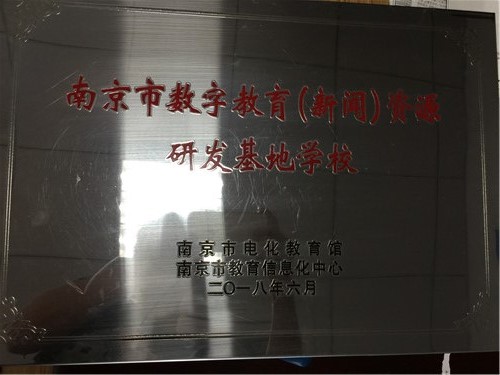 南京市数字教育(新闻)资源
研发基地学校
南京市电化教育馆
南京市教育信息化中心
二〇一八年六月